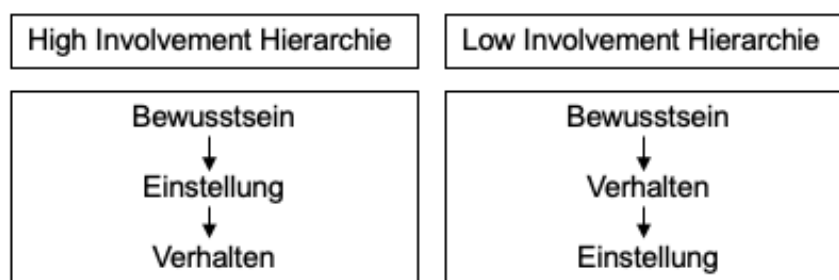 High Involvement Hierarchie
Low Involvement Hierarchie
Bewusstsein
Einstellung
Verhalten
Bewusstsein
Verhalten
Einstellung